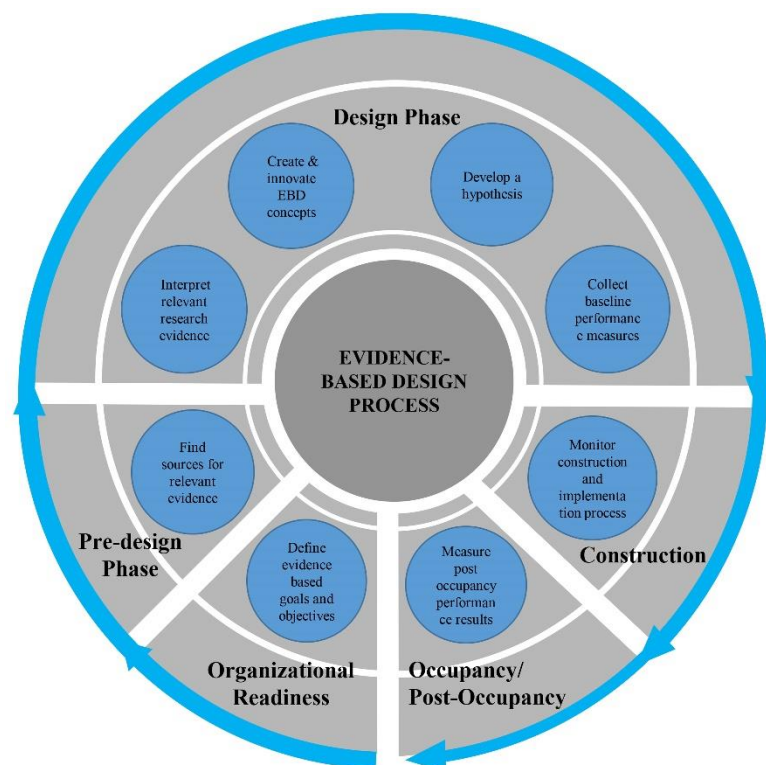 Design Phase
Create &
innovate
EBD
concepts
Develop a
hypothesis
Interpret
relevant
research
evidence
Collect
baseline
performanc
e measures
EVIDENCE-
BASED DESIGN
PROCESS
Find
sources for
relevant
evidence
Monitor
construction
and
implementa
tion process
Pre-design
Phase
Construction
Define
evidence
based
goals and
objectives
Measure
post
occupancy
performan
ce results
Organizational
Readiness
Occupancy/
Post-Occupancy